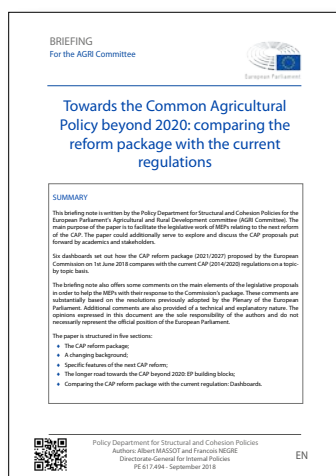 BRIEFING
For the AGRI Committee
European Parliament
Towards the Common Agricultural
Policy beyond 2020: comparing the
reform package with the current
regulations
SUMMARY
This briefing note is written by the Policy Department for Structural and Cohesion Policies for the
European Parliament's Agricultural and Rural Development committee (AGRI Committee). The
main purpose of the paper is to facilitate the legislative work of MEPs relating to the next reform
of the CAP. The paper could additionally serve to explore and discuss the CAP proposals put
forward by academics and stakeholders.
Six dashboards set out how the CAP reform package (2021/2027) proposed by the European
Commission on 1st June 2018 compares with the current CAP (2014/2020) regulations on a topic-
by topic basis.
The briefing note also offers some comments on the main elements of the legislative proposals
in order to help the MEPs with their response to the Commission's package. These comments are
substantially based on the resolutions previously adopted by the Plenary of the European
Parliament. Additional comments are also provided of a technical and explanatory nature. The
opinions expressed in this document are the sole responsibility of the authors and do not
necessarily represent the official position of the European Parliament.
The paper is structured in five sections:
♦ The CAP reform package;
♦ A changing background;
♦ Specific features of the next CAP reform;
♦ The longer road towards the CAP beyond 2020: EP building blocks;
♦ Comparing the CAP reform package with the current regulation: Dashboards.
Policy Department for Structural and Cohesion Policies
Authors: Albert MASSOT and Francois NEGRE
Directorate-General for Internal Policies
PE 617.494 - September 2018
EN